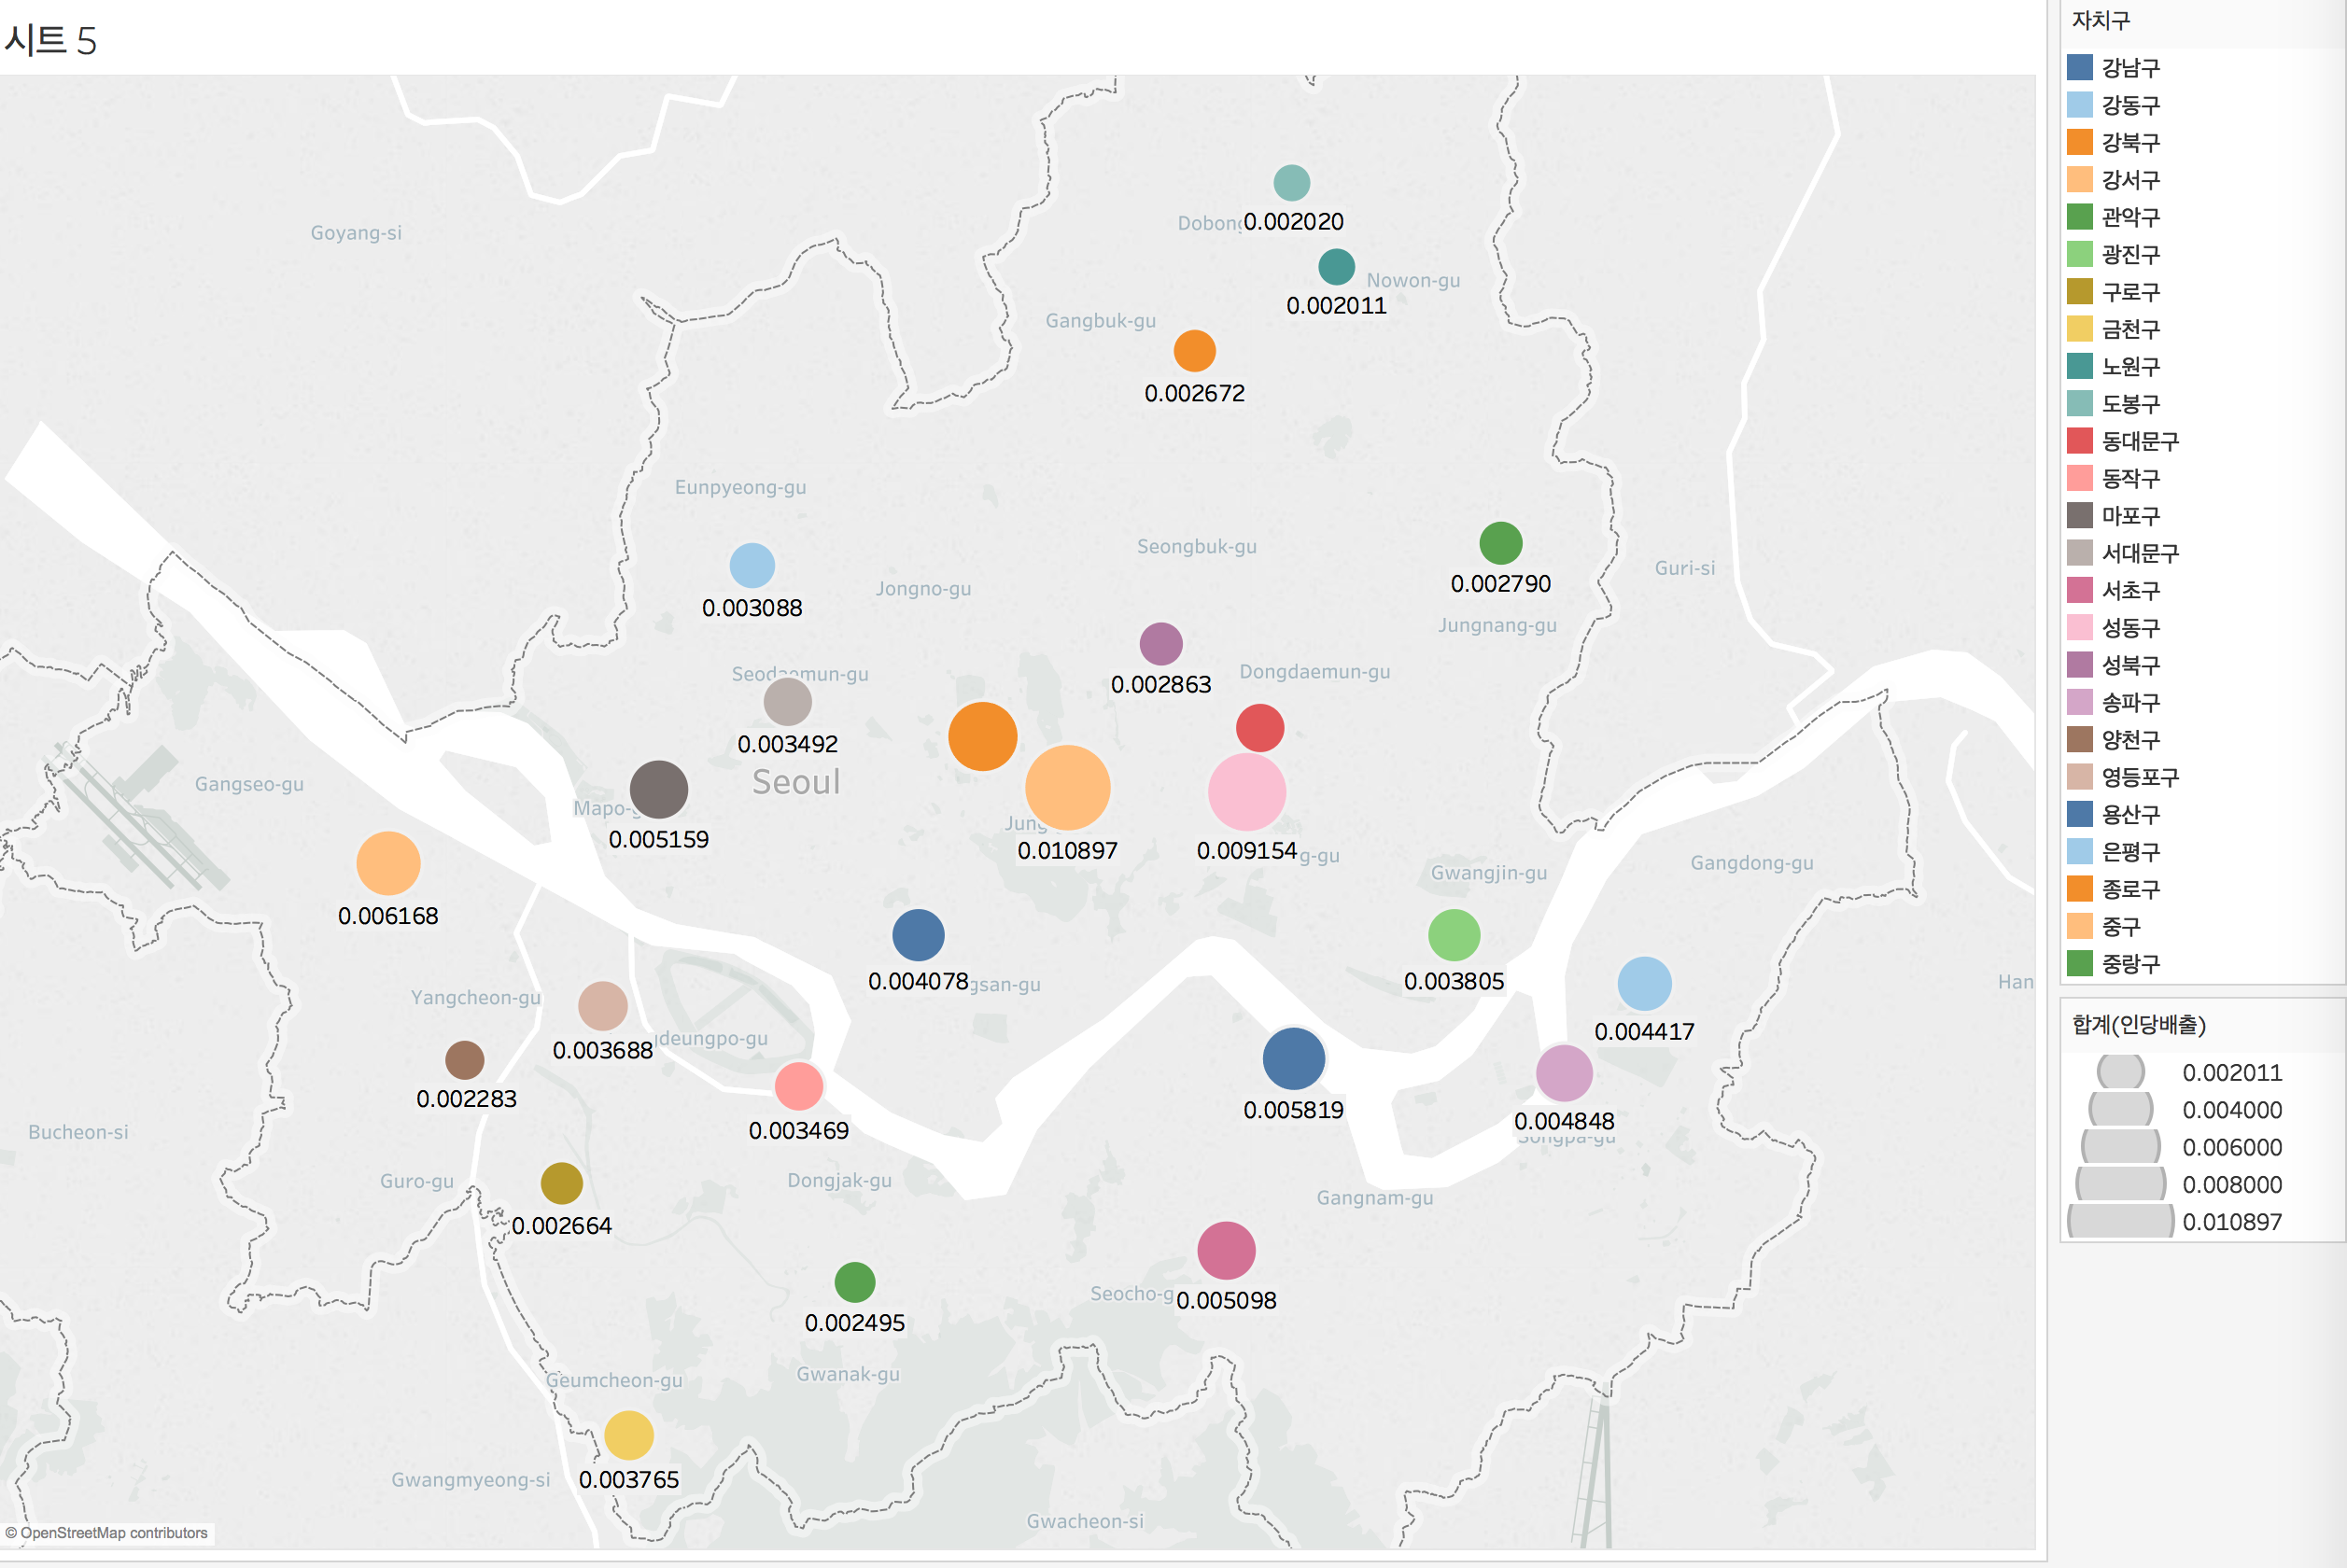 시트 5
Goyang-si
0.002020
Nowon-gu
0.002011
Gangbuk-gu
0.002672
Eunpyeong-gu
Seongbuk-gu
0.002790
Guri-si
0.003088
Jongno-gu
Jungnang-gu
0.002863
Dongdaemun-gu
Seodaemun-gu
0.003492
Seoul
Gangseo-gu
0.005159
0.010897
0.009154
Gwangjin-gu
Gangdong-gu
0.006168
0.004078
0.003805
Yangcheon-gu
0.003688
0.004417
0.002283
0.005819
0.004848
Songpa-gu
Bucheon-si
0.003469
Guro-gu
Dongjak-gu
Gangnam-gu
0.002664
0.005098
0.002495
Geumcheon-gu
Gwanak-gu
0.003765
Gwangmyeong-si
Gwacheon-si
© OpenStreetMap contributors
자치구
강남구
강동구
강북구
강서구
관악구
광진구
구로구
금천구
노원구
도봉구
동대문구
동작구
마포구
서대문구
서초구
성동구
성북구
송파구
양천구
영등포구
용산구
은평구
종로구
중구
중랑구
합계(인당배출)
0.002011
0.004000
0.006000
0.008000
0.010897